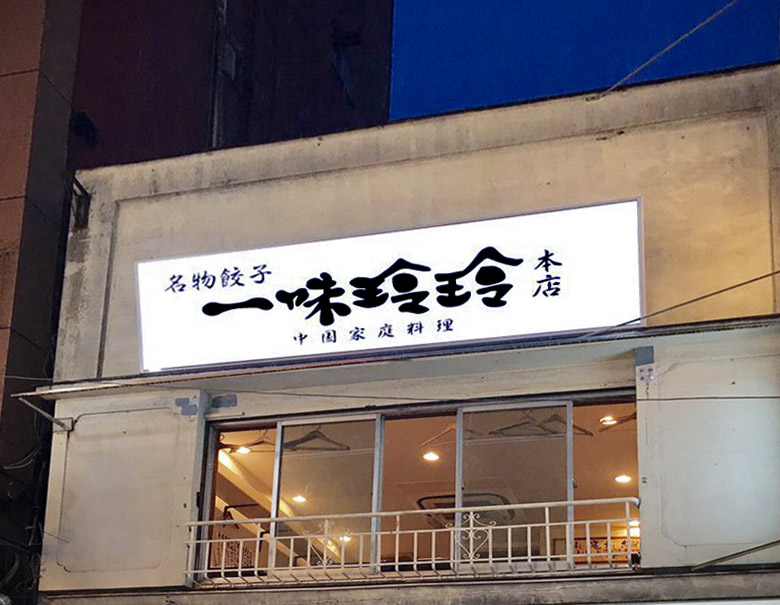 名物餃子
一味玲玲
本店
中国家庭料理